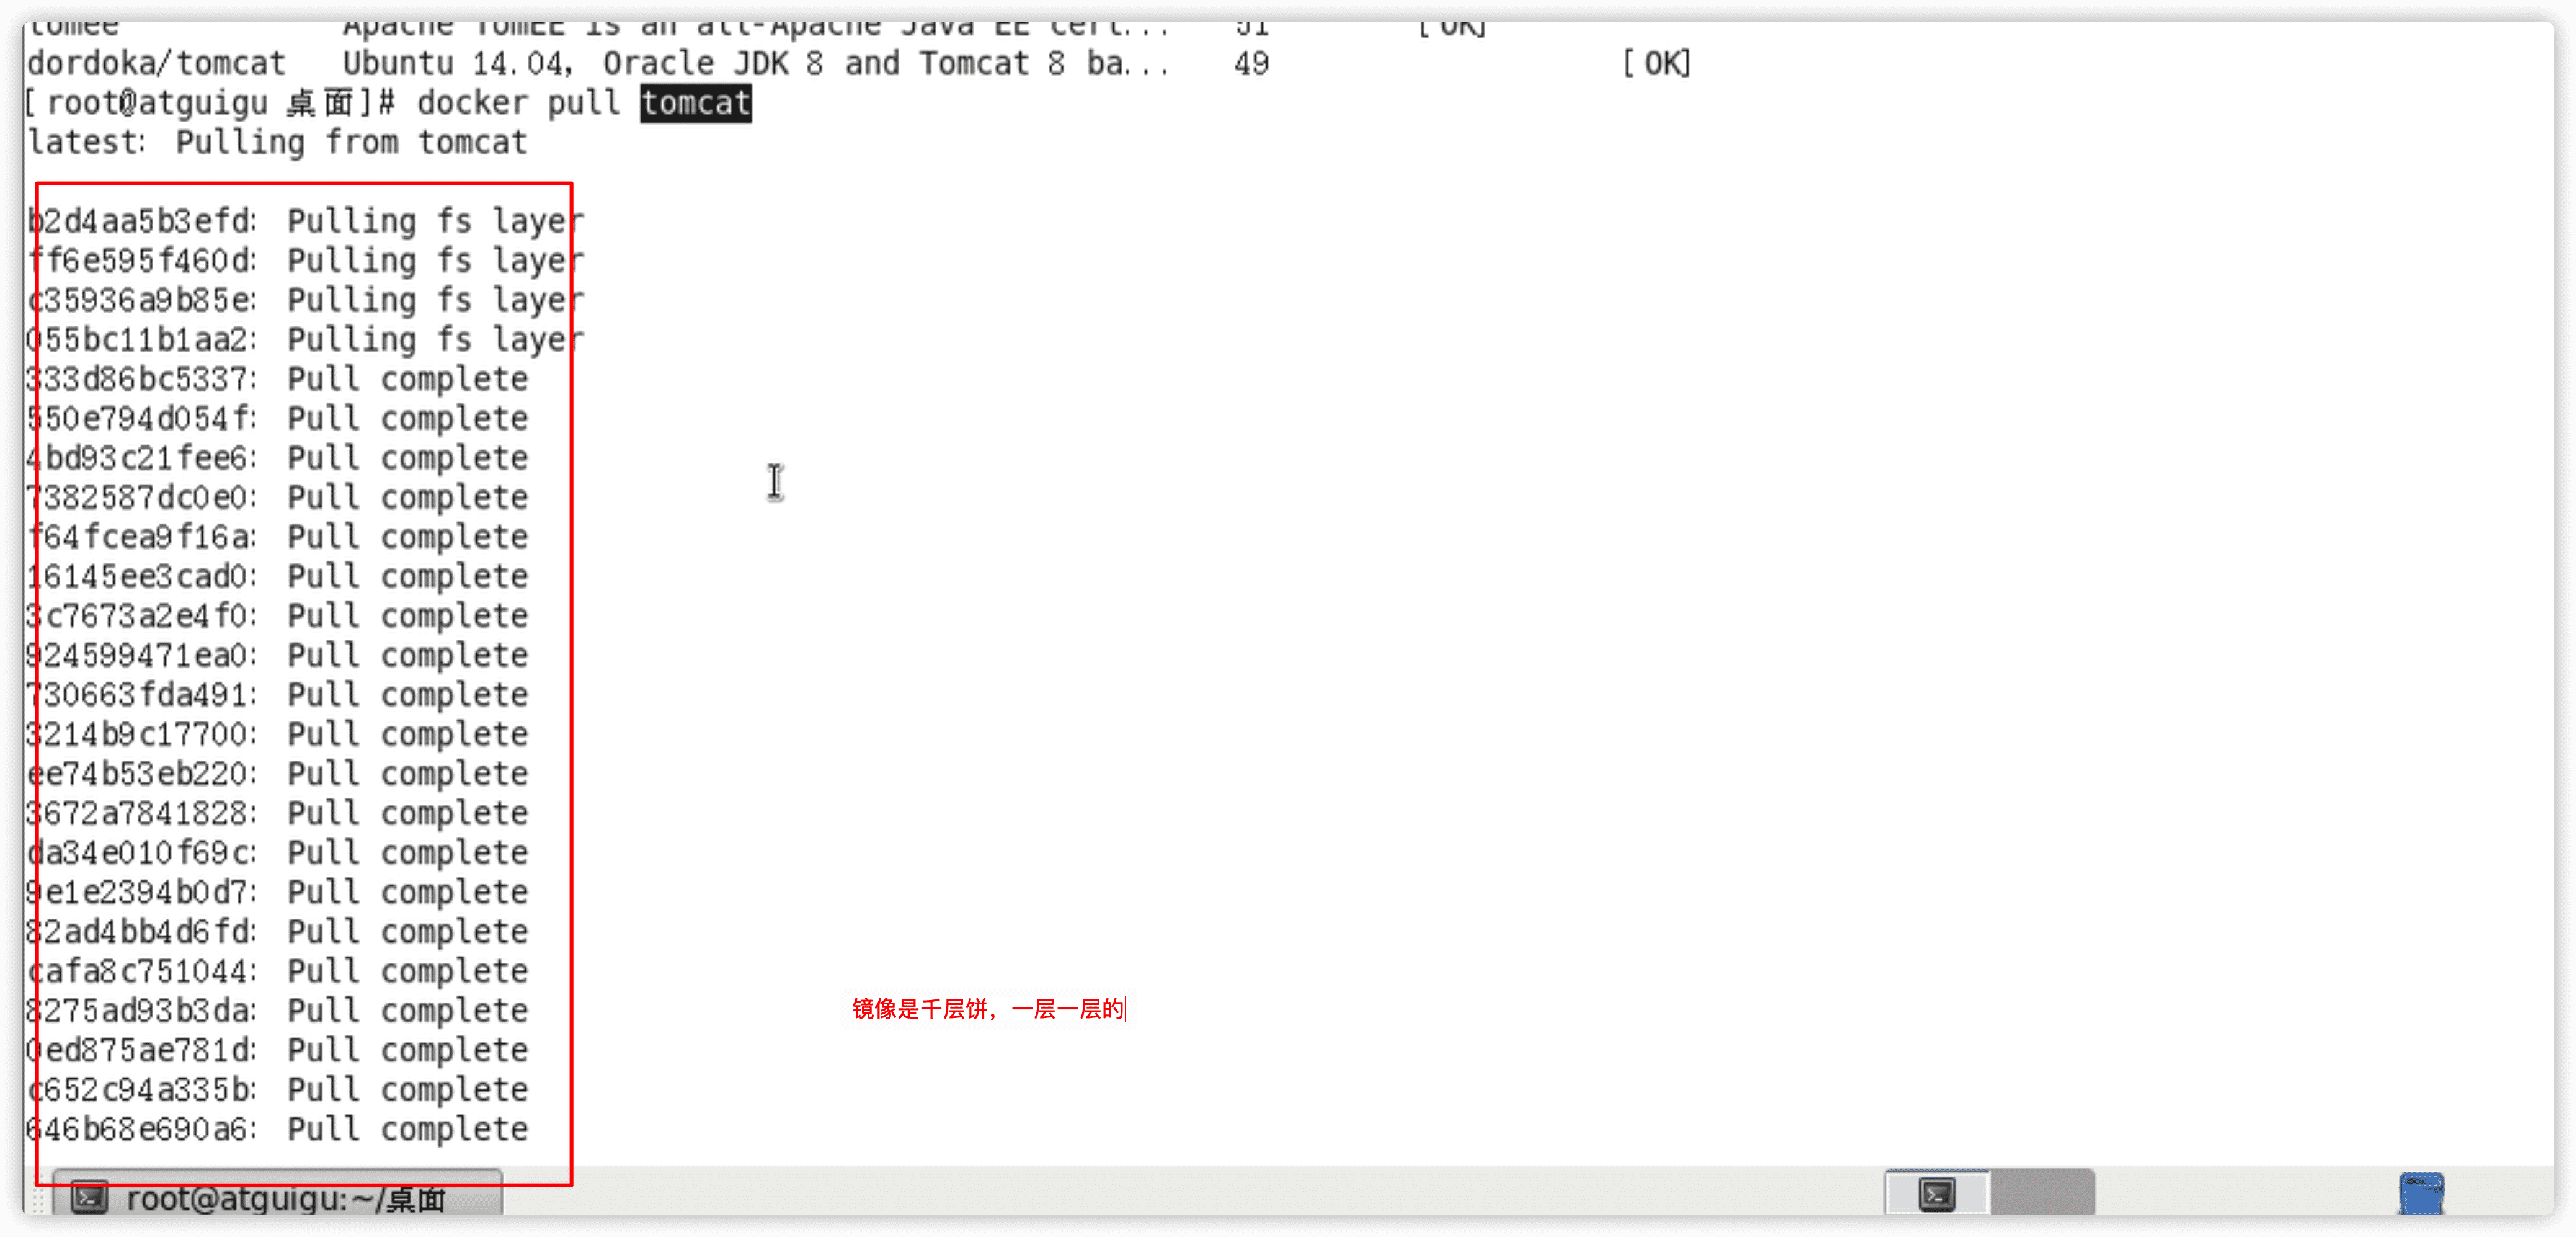 tomee Apache TomEE is an all-Apache Java EE cert... 51 [OK]
dordoka/tomcat Ubuntu 14.04, Oracle JDK 8 and Tomcat 8 ba... 49 [OK]
[root@atguigu 桌面]# docker pull tomcat
latest: Pulling from tomcat
b2d4aa5b3efd: Pulling fs layer
ff6e595f460d: Pulling fs layer
c35936a9b85e: Pulling fs layer
055bc11b1aa2: Pulling fs layer
333d86bc5337: Pull complete
550e794d054f: Pull complete
4bd93c21fee6: Pull complete
7382587dc0e0: Pull complete
f64fcea9f16a: Pull complete
16145ee3cad0: Pull complete
3c7673a2e4f0: Pull complete
924599471ea0: Pull complete
730663fda491: Pull complete
3214b9c17700: Pull complete
ee74b53eb220: Pull complete
3672a7841828: Pull complete
da34e010f69c: Pull complete
9e1e2394b0d7: Pull complete
82ad4bb4d6fd: Pull complete
cafa8c751044: Pull complete
8275ad93b3da: Pull complete
镜像是千层饼，一层一层的
0ed875ae781d: Pull complete
c652c94a335b: Pull complete
646b68e690a6: Pull complete
root@atguigu:~/桌面